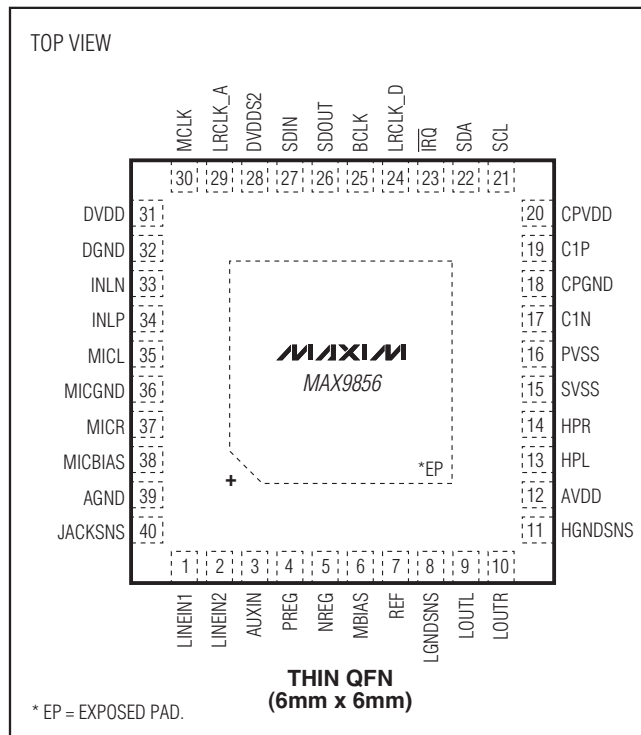 TOP VIEW
MCLK
LRCLK_A
DVDDS2
SDIN
SDOUT
BCLK
LRCLK_D
IRQ
SDA
SCL
30 29 28 27 26 25 24 23 22 21
DVDD 31
DGND 32
INLN 33
INLP 34
MICL 35
MICGND 36
MICR 37
MICBIAS 38
AGND 39
JACKSNS 40
20 CPVDD
19 C1P
18 CPGND
17 C1N
16 PVSS
15 SVSS
14 HPR
13 HPL
12 AVDD
11 HGNDSNS
MAXIM
MAX9856
*EP
+
1 2 3 4 5 6 7 8 9 10
LINEIN1
LINEIN2
AUXIN
PREG
NREG
MBIAS
REF
LGNDSNS
LOUTL
LOUTR
THIN QFN
(6mm x 6mm)
* EP = EXPOSED PAD.